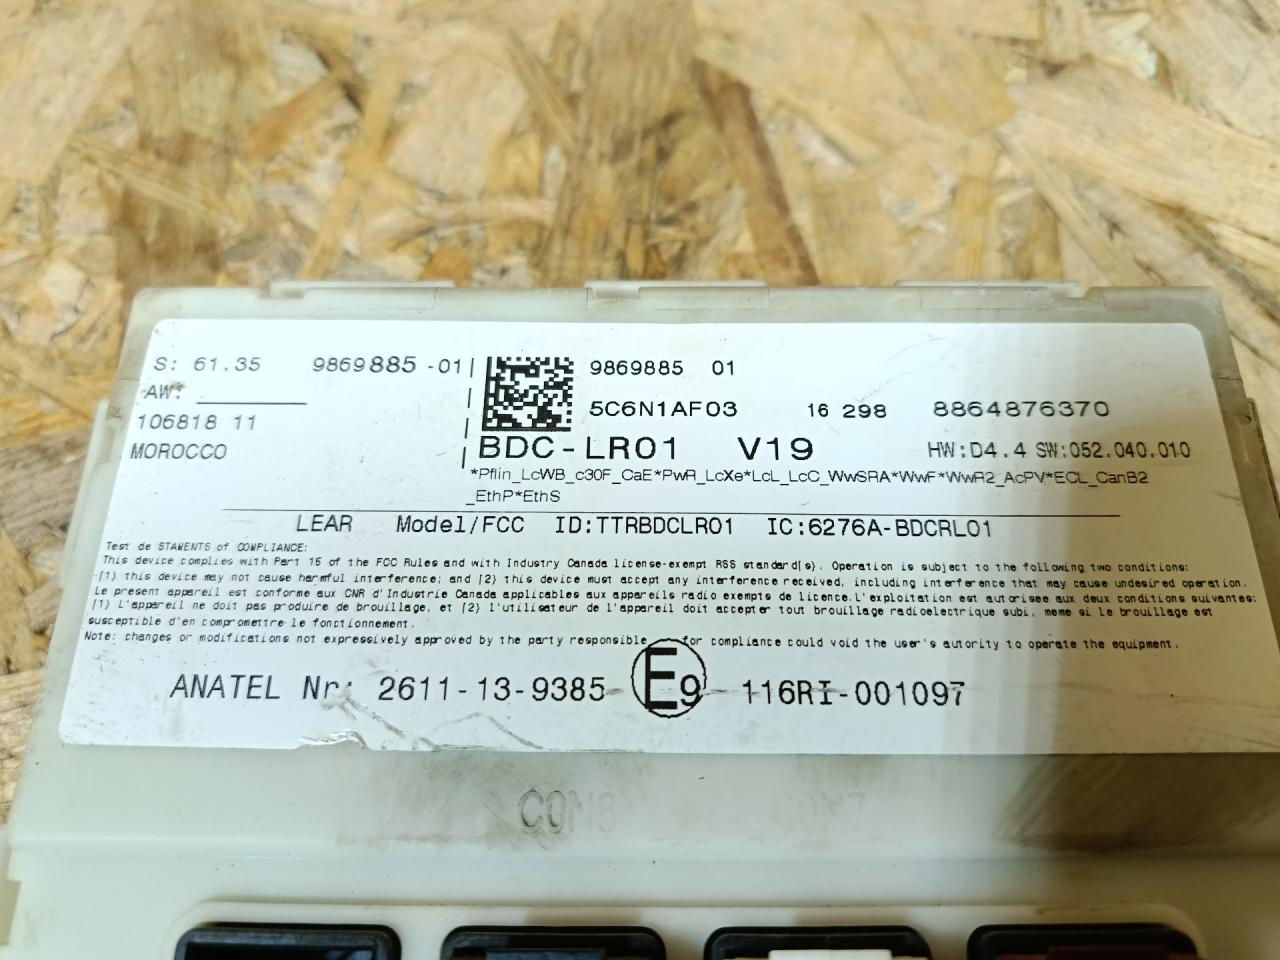 S: 61.35 9869885 -01
AW:
106818 11
MOROCCO
9869885 01
5C6N1AF03 16 298 8864876370
BDC-LR01 V19 HW:D4.4 SW:052.040.010
*Pflin_LcWB_c30F_CaE*PwR_LcXe*LcL_LcC_WwSRA*WwF*WwR2_AcPV*ECL_CanB2
_EthP*EthS
LEAR Model/FCC ID:TTRBDCLR01 IC:6276A-BDCRL01
Test de STAMENTS of COMPLIANCE:
This device complies with Part 15 of the FCC Rules and with Industry Canada license-exempt RSS standard(s). Operation is subject to the following two conditions:
(1) this device may not cause harmful interference; and (2) this device must accept any interference received, including interference that may cause undesired operation.
Le present appareil est conforme aux CNR d'Industrie Canada applicables aux appareils radio exempts de licence.L'exploitation est autorisee aux deux conditions suivantes:
(1) L'appareil ne doit pas produire de brouillage, et (2) l'utilisateur de l'appareil doit accepter tout brouillage radioelectrique subi, meme si le brouillage est
susceptible d'en compromettre le fonctionnement.
Note: changes or modifications not expressively approved by the party responsible for compliance could void the user's autority to operate the equipment.
ANATEL Nr: 2611-13-9385 E9 116RI-001097
CON8 CON7